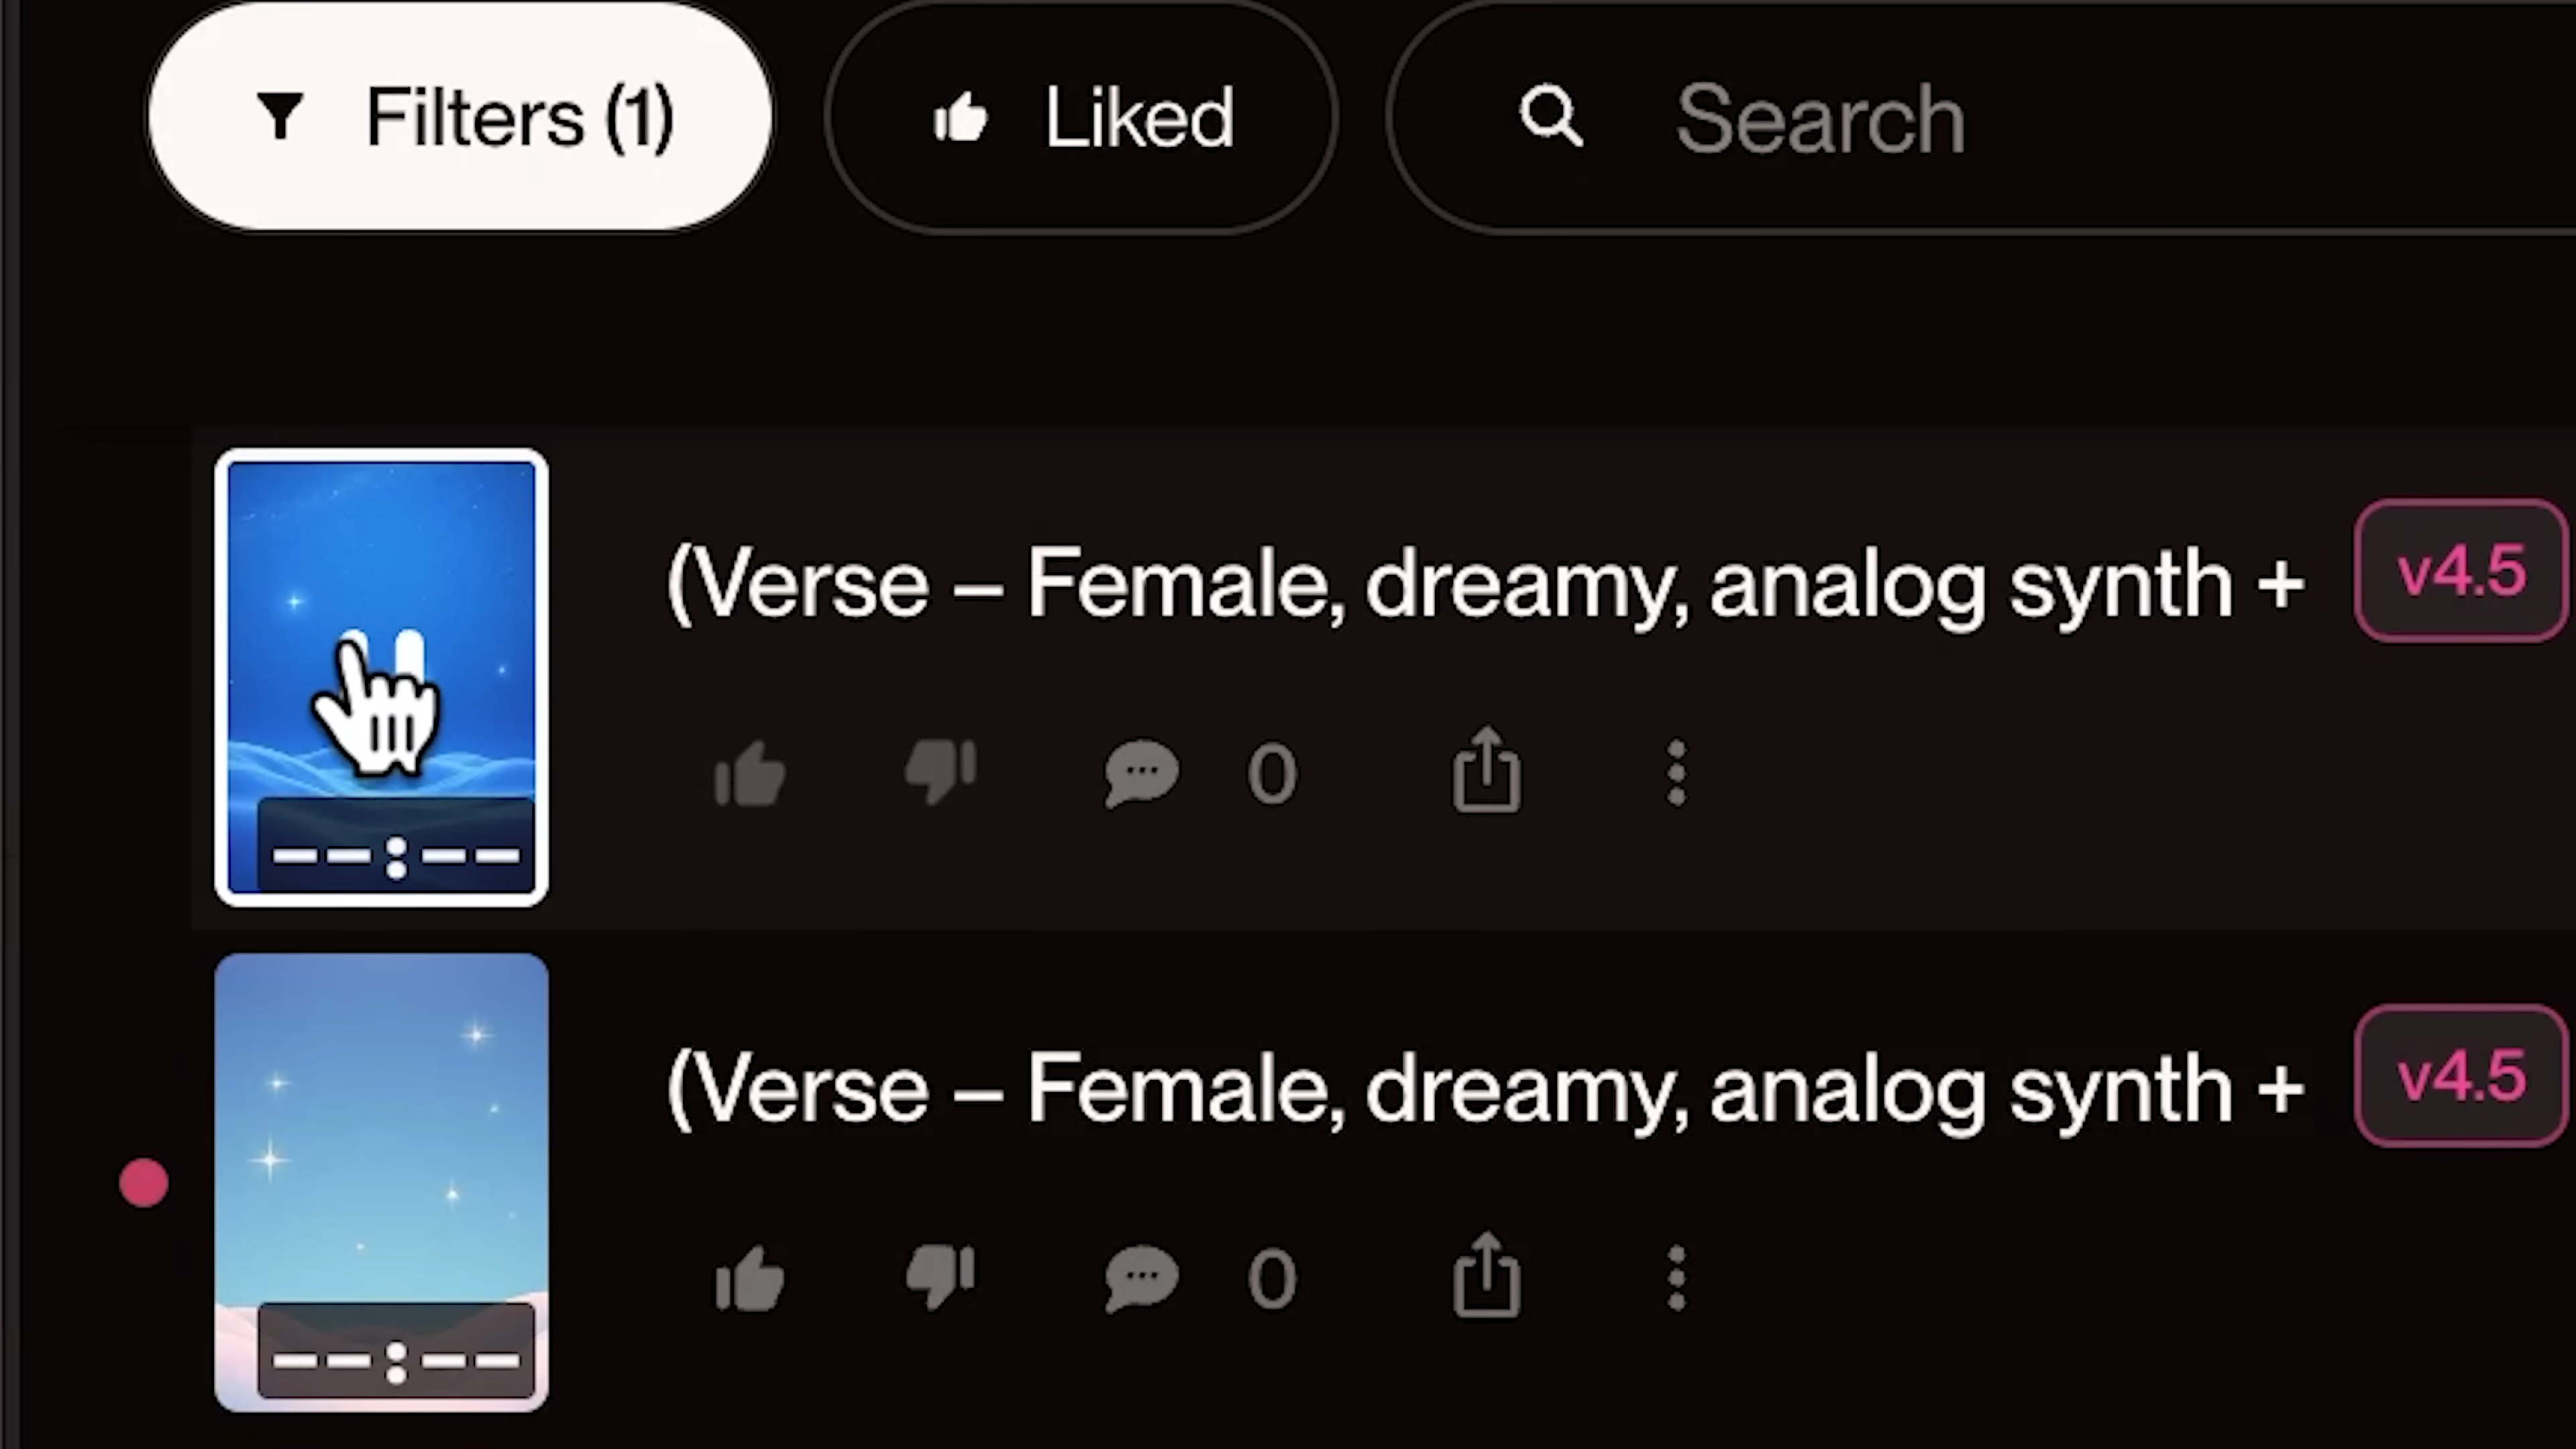 Filters (1) Liked Search
(Verse – Female, dreamy, analog synth + v4.5
0
--:--
(Verse – Female, dreamy, analog synth + v4.5
0
--:--